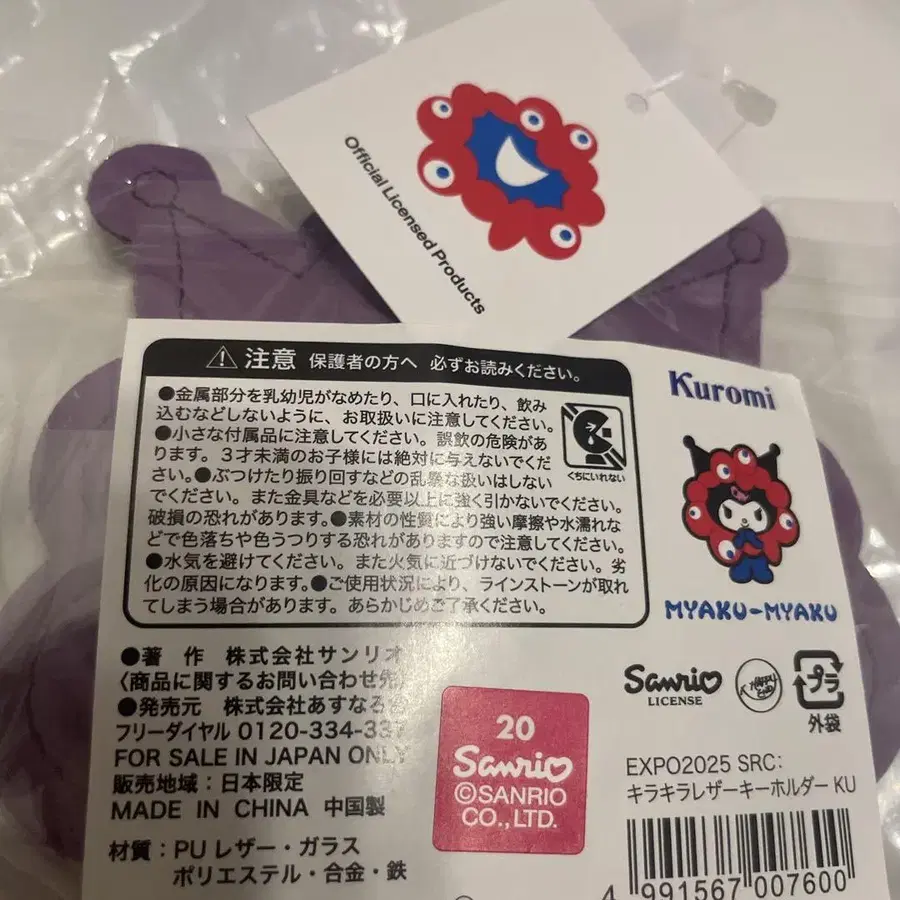 Official Licensed Products
注意 保護者の方へ 必ずお読みください。
●金属部分を乳幼児がなめたり、口に入れたり、飲み
込むなどしないように、お取扱いに注意してください。
●小さな付属品に注意してください。誤飲の危険があ
ります。3才未満のお子様には絶対に与えないでくだ
さい。●ぶつけたり振り回すなどの乱暴な扱いはしない
でください。また金具などを必要以上に強く引かないでください。
破損の恐れがあります。●素材の性質により強い摩擦や水濡れな
どで色落ちや色うつりする恐れがありますので注意してください。
●水気を避けてください。また火気に近づけないでください。劣
化の原因になります。●ご使用状況により、ラインストーンが取れ
てしまう場合があります。あらかじめご了承ください。
くちにいれない
Kuromi
MYAKU-MYAKU
●著 作 株式会社サンリオ
〈商品に関するお問い合わせ先
●発売元 株式会社あすなろ
フリーダイヤル 0120-334-337
FOR SALE IN JAPAN ONLY
販売地域：日本限定
MADE IN CHINA 中国製
材質：PU レザー・ガラス
ポリエステル・合金・鉄
20
Sanrio
©SANRIO
CO.,LTD.
Sanrio
LICENSE
プラ
外袋
EXPO2025 SRC:
キラキラレザーキーホルダー KU
4 991567 007600